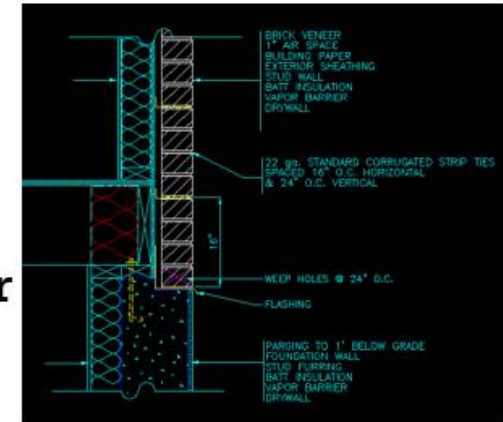 BRICK VENEER
1" AIR SPACE
BUILDING PAPER
EXTERIOR SHEATHING
STUD WALL
BATT INSULATION
VAPOR BARRIER
DRYWALL
22 ga. STANDARD CORRUGATED STRIP TIES
SPACED 16" O.C. HORIZONTAL
& 24" O.C. VERTICAL
16"
r
WEEP HOLES @ 24" O.C.
FLASHING
PARGING TO 1' BELOW GRADE
FOUNDATION WALL
STUD FURRING
BATT INSULATION
VAPOR BARRIER
DRYWALL